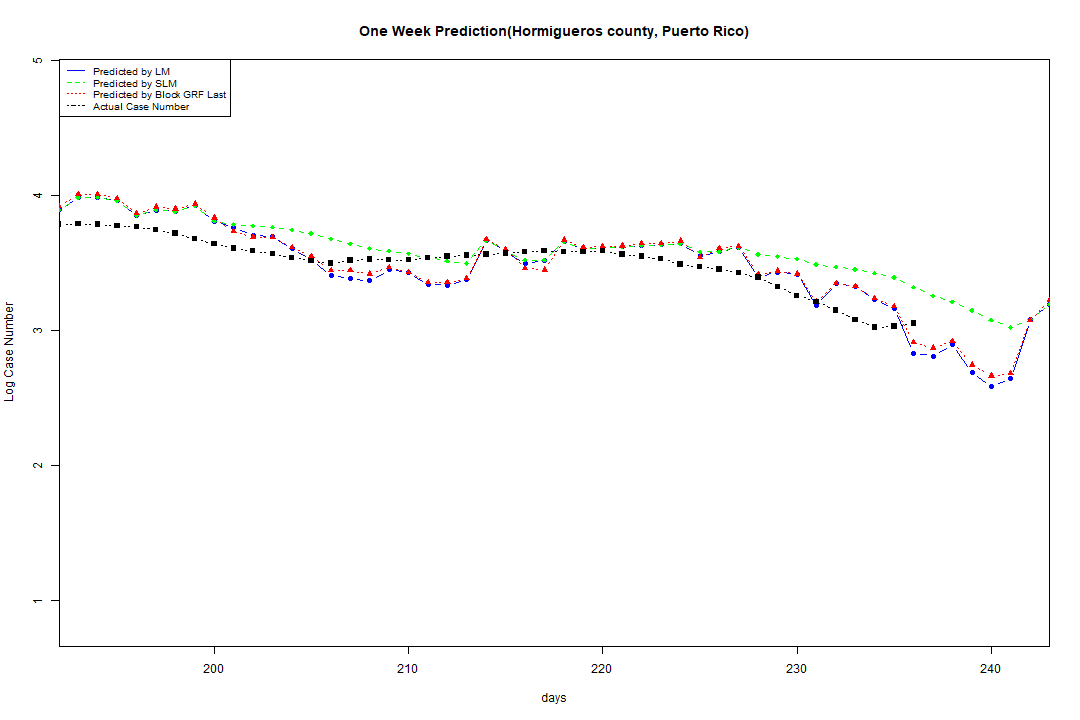 One Week Prediction(Hormigueros county, Puerto Rico)
Predicted by LM
Predicted by SLM
Predicted by Block GRF Last
Actual Case Number
5
4
3
2
1
Log Case Number
200 210 220 230 240
days